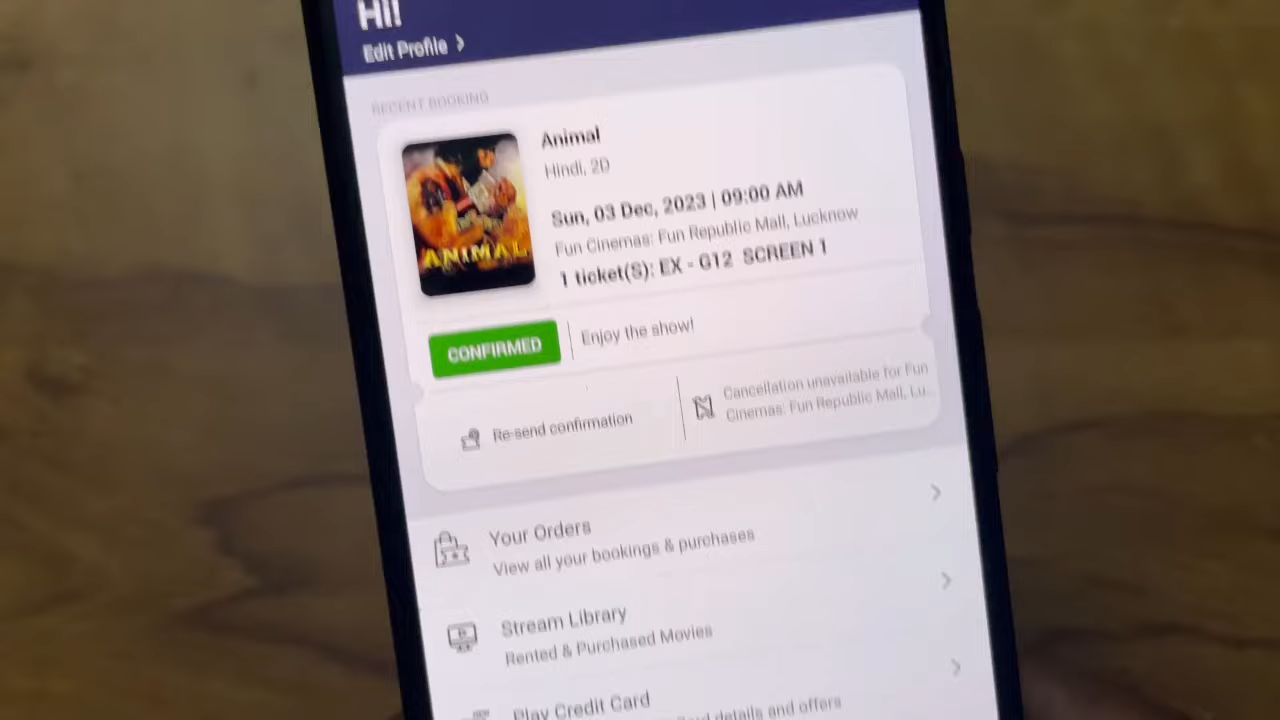 Hi!
Edit Profile >
RECENT BOOKING
ANIMAL
Animal
Hindi, 2D
Sun, 03 Dec, 2023 | 09:00 AM
Fun Cinemas: Fun Republic Mall, Lucknow
1 ticket(S): EX - G12 SCREEN 1
CONFIRMED
Enjoy the show!
Re-send confirmation
Cancellation unavailable for Fun
Cinemas: Fun Republic Mall, Lu..
Your Orders
View all your bookings & purchases
Stream Library
Rented & Purchased Movies
Play Credit Card
details and offers